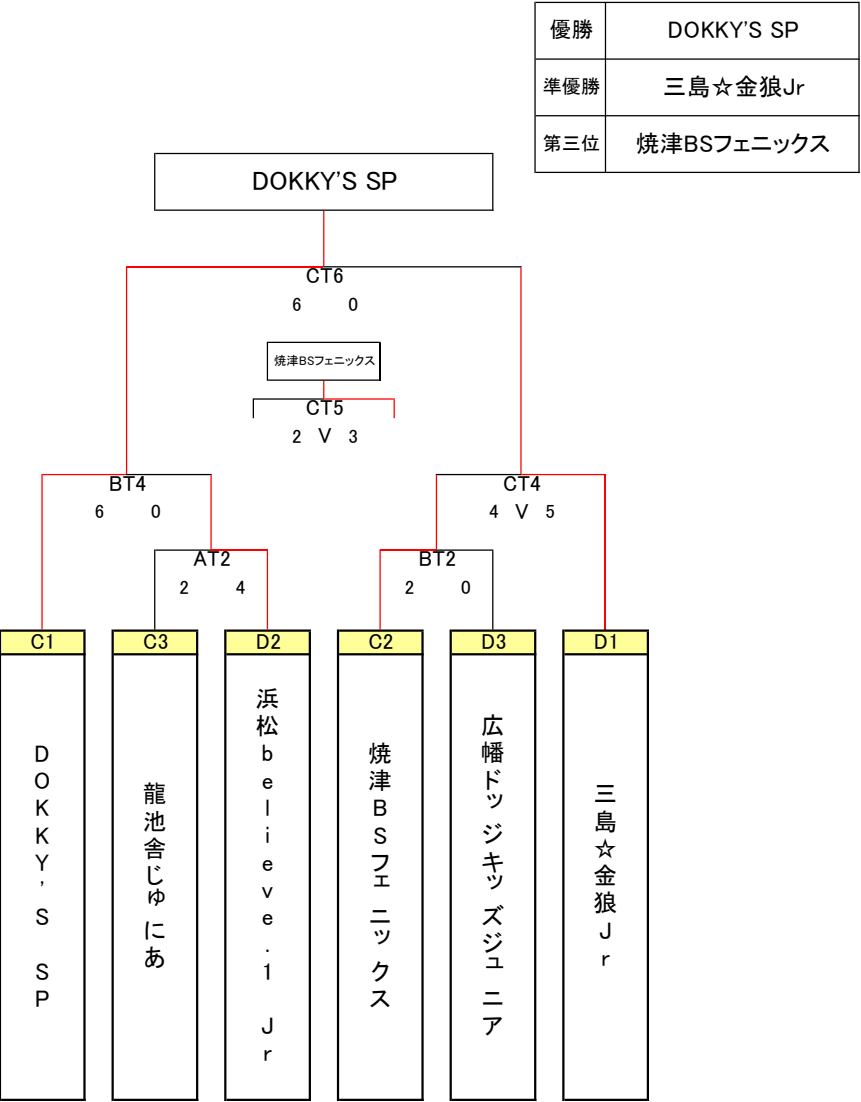 優勝 DOKKY'S SP
準優勝 三島☆金狼Jr
第三位 焼津BSフェニックス
DOKKY'S SP
CT6
6 0
焼津BSフェニックス
CT5
2 V 3
BT4
6 0
CT4
4 V 5
AT2
2 4
BT2
2 0
C1 C3 D2 C2 D3 D1
DOKKY'S SP
龍池舎じゅにあ
浜松believe.1 Jr
焼津BSフェニックス
広幡ドッジキッズジュニア
三島☆金狼Jr